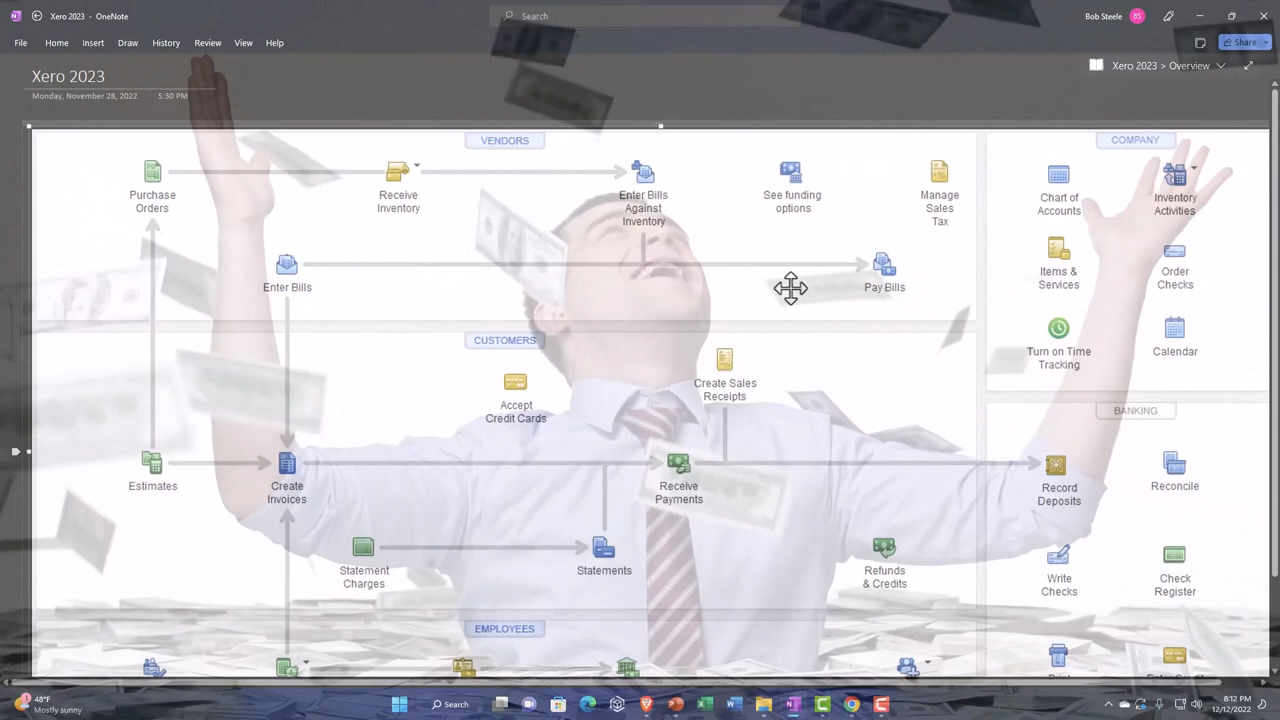 Xero 2023 - OneNote
Search
Bob Steele
BS
File
Home
Insert
Draw
History
Review
View
Help
Share
Xero 2023
Xero 2023 > Overview
Monday, November 28, 2022
5:30 PM
VENDORS
COMPANY
Purchase
Orders
Receive
Inventory
Enter Bills
Against
Inventory
See funding
options
Manage
Sales
Tax
Chart of
Accounts
Inventory
Activities
Enter Bills
Pay Bills
Items &
Services
Order
Checks
CUSTOMERS
Turn on Time
Tracking
Calendar
Accept
Credit Cards
Create Sales
Receipts
BANKING
Estimates
Create
Invoices
Receive
Payments
Record
Deposits
Reconcile
Statement
Charges
Statements
Refunds
& Credits
Write
Checks
Check
Register
EMPLOYEES
48°F
Mostly sunny
Search
8:12 PM
12/12/2022